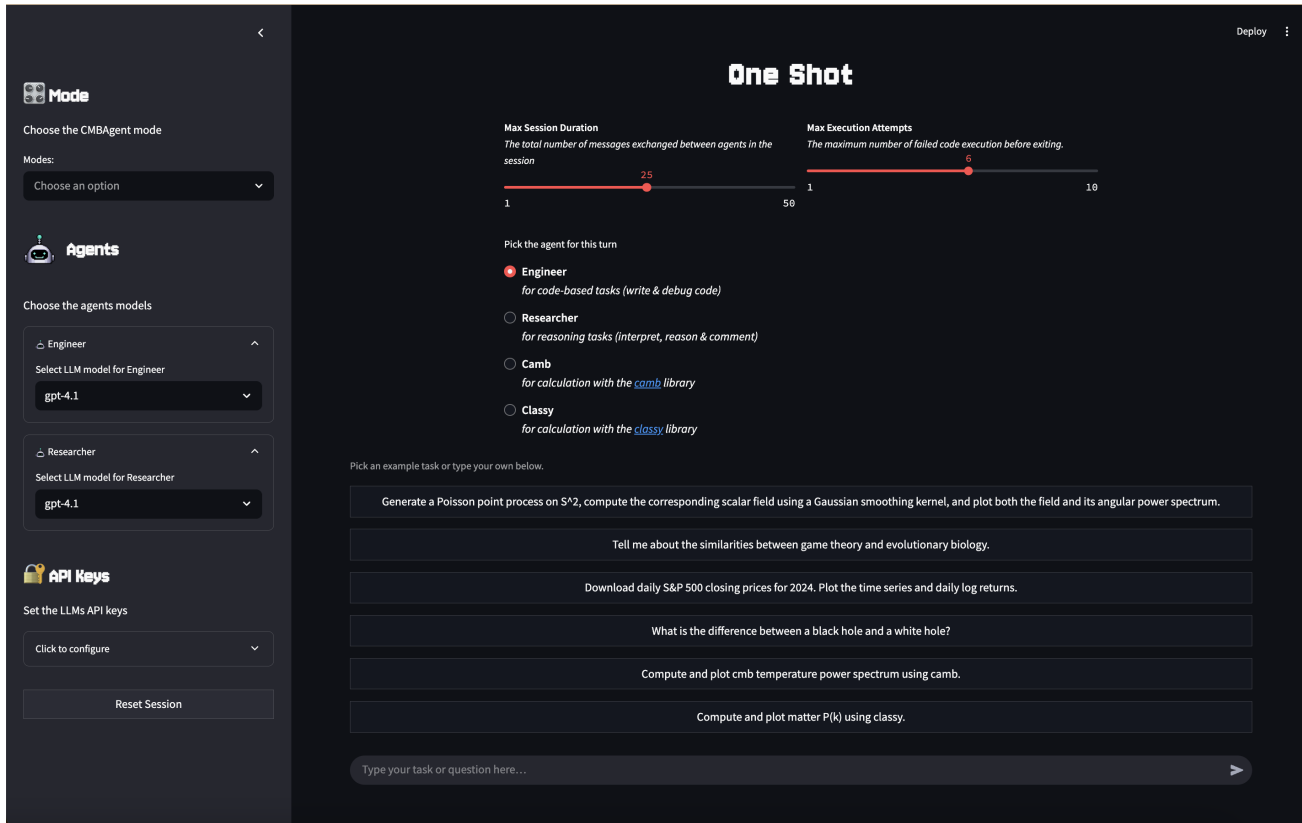 Mode
Choose the CMBAgent mode
Modes:
Choose an option
Agents
Choose the agents models
Engineer
Select LLM model for Engineer
gpt-4.1
Researcher
Select LLM model for Researcher
gpt-4.1
API Keys
Set the LLMs API keys
Click to configure
Reset Session
Deploy
One Shot
Max Session Duration
The total number of messages exchanged between agents in the
session
25
1 50
Max Execution Attempts
The maximum number of failed code execution before exiting.
6
1 10
Pick the agent for this turn
Engineer
for code-based tasks (write & debug code)
Researcher
for reasoning tasks (interpret, reason & comment)
Camb
for calculation with the camb library
Classy
for calculation with the classy library
Pick an example task or type your own below.
Generate a Poisson point process on S^2, compute the corresponding scalar field using a Gaussian smoothing kernel, and plot both the field and its angular power spectrum.
Tell me about the similarities between game theory and evolutionary biology.
Download daily S&P 500 closing prices for 2024. Plot the time series and daily log returns.
What is the difference between a black hole and a white hole?
Compute and plot cmb temperature power spectrum using camb.
Compute and plot matter P(k) using classy.
Type your task or question here...